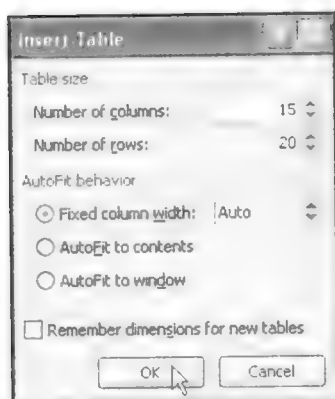 Insert Table
Table size
Number of columns: 15
Number of rows: 20
AutoFit behavior
Fixed column width: Auto
AutoFit to contents
AutoFit to window
Remember dimensions for new tables
OK Cancel